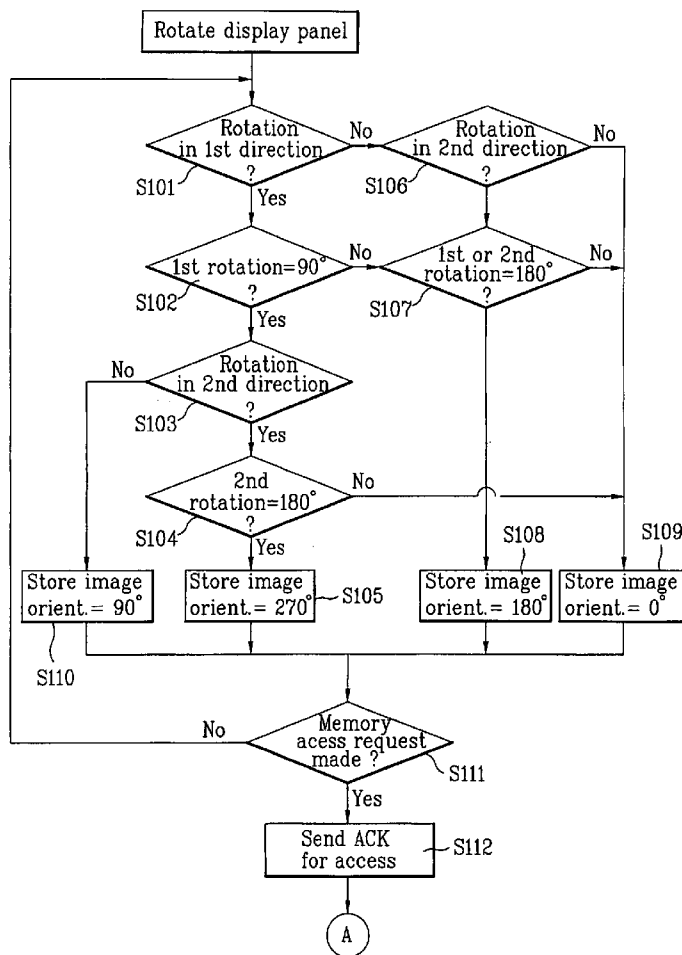 Rotate display panel
Rotation
in 1st direction
?
No
S101
Yes
Rotation
in 2nd direction
?
No
S106
1st rotation=90°
?
No
S102
Yes
1st or 2nd
rotation=180°
?
No
S107
Rotation
in 2nd direction
?
No
S103
Yes
2nd
rotation=180°
?
No
S104
Yes
Store image
orient.= 90°
S110
Store image
orient.= 270°
S105
S108
Store image
orient.= 180°
S109
Store image
orient.= 0°
Memory
acess request
made ?
No
S111
Yes
Send ACK
for access
S112
A